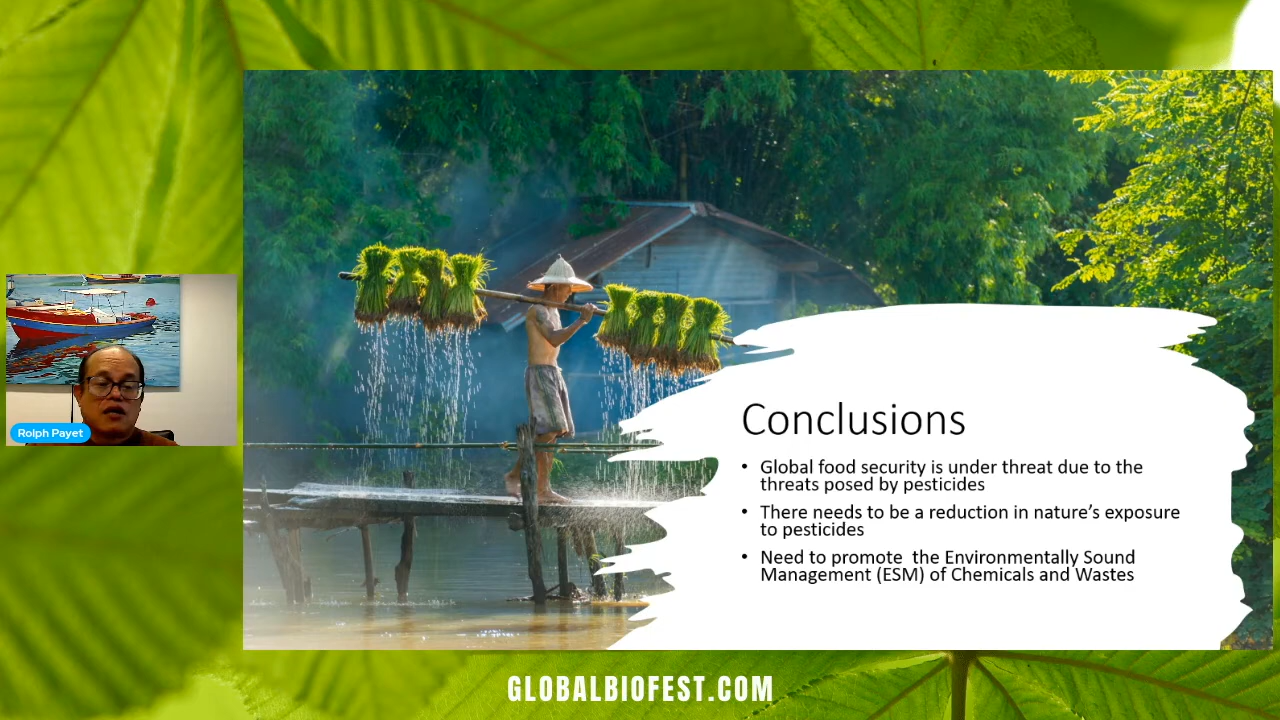 Rolph Payet
Conclusions
• Global food security is under threat due to the
threats posed by pesticides
• There needs to be a reduction in nature’s exposure
to pesticides
• Need to promote  the Environmentally Sound
Management (ESM) of Chemicals and Wastes
GLOBALBIOFEST.COM